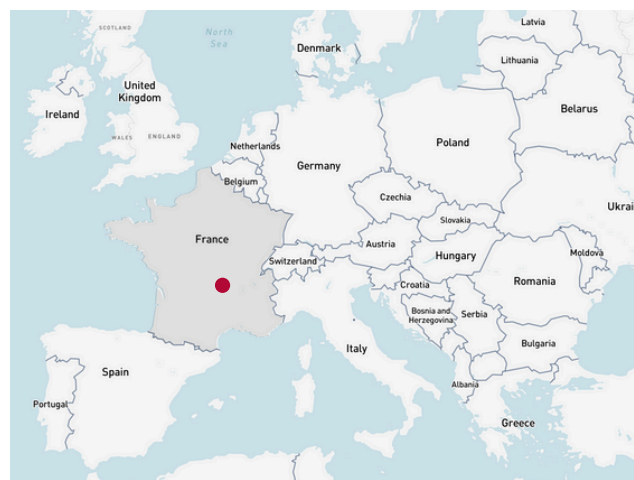 SCOTLAND
North
Sea
Denmark
Latvia
Lithuania
United
Kingdom
Ireland
Belarus
WALES
ENGLAND
Netherlands
Poland
Germany
Belgium
Czechia
Ukrai
Slovakia
France
Austria
Switzerland
Hungary
Moldova
Romania
Croatia
Bosnia and
Herzegovina
Serbia
Italy
Bulgaria
Spain
Albania
Portugal
Greece